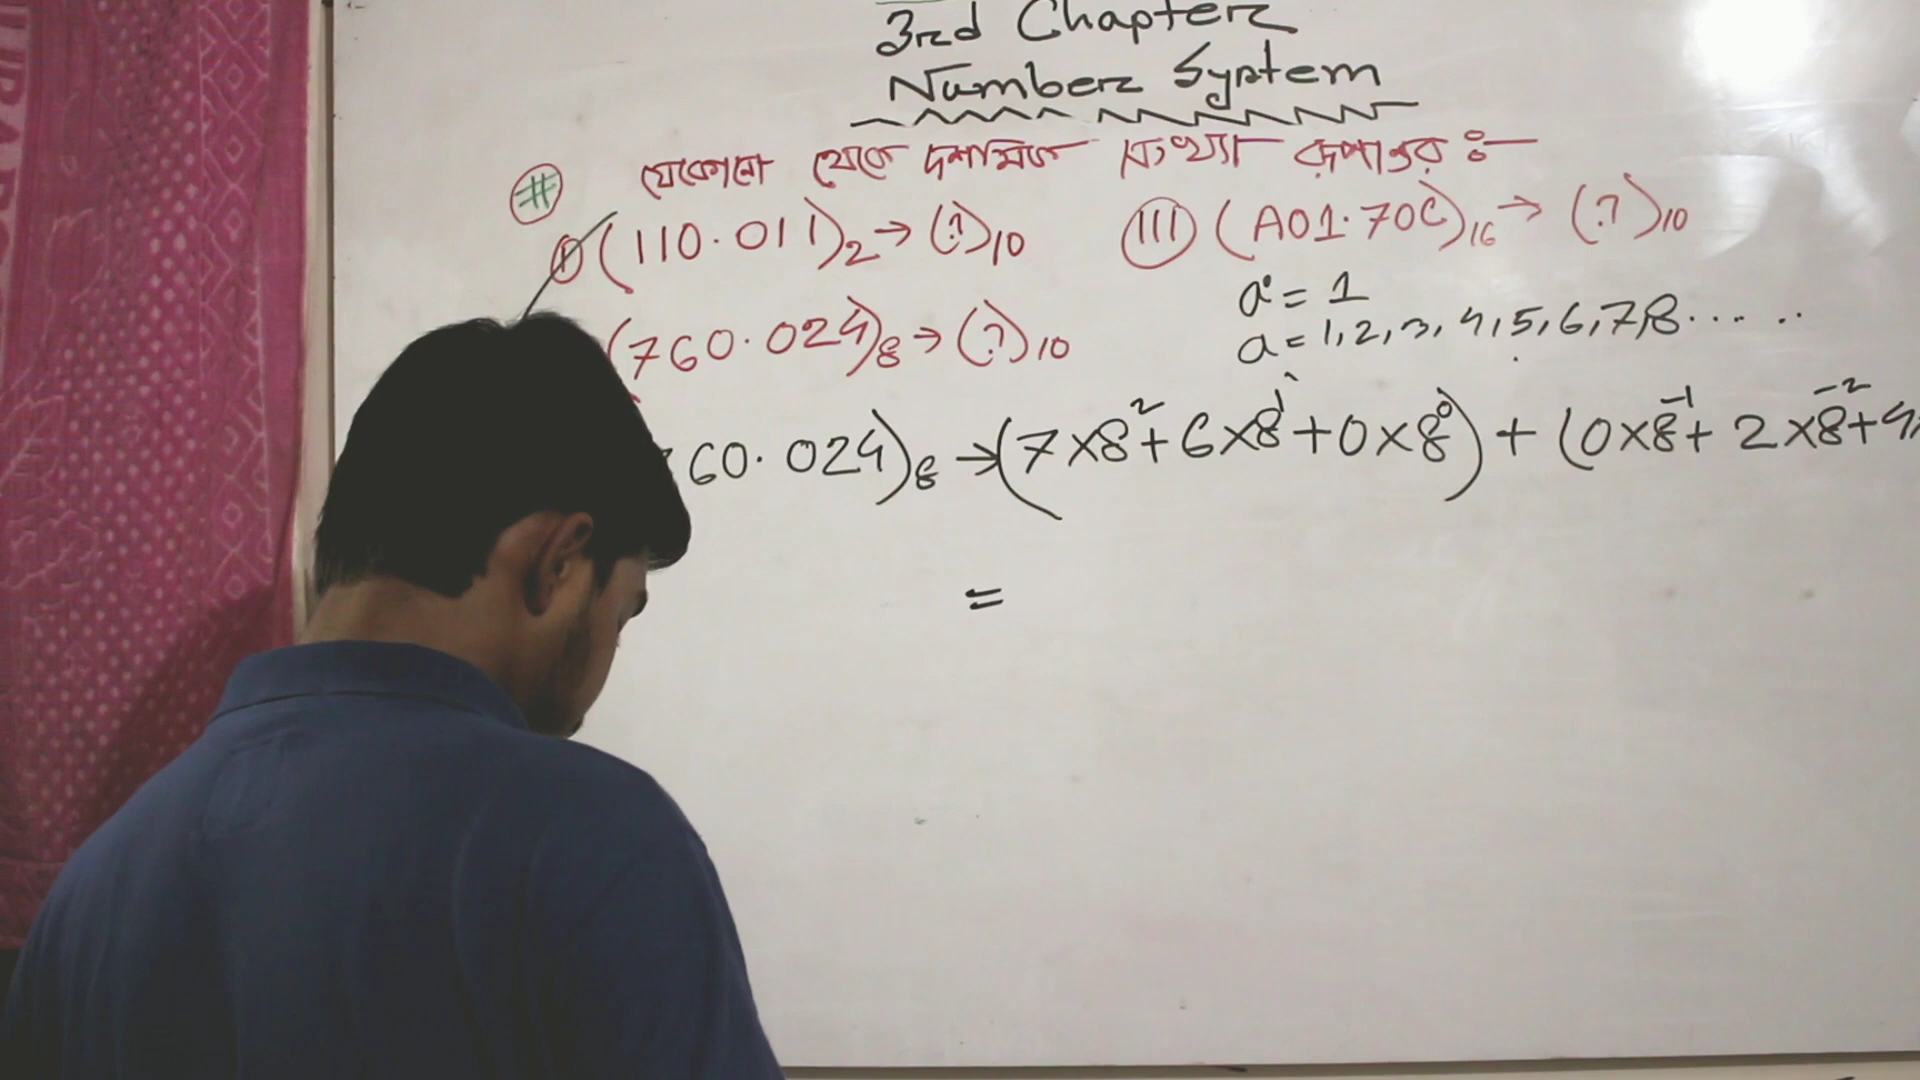 3rd Chapter
Number System
# যেকোনো থেকে দশমিক সংখ্যা রূপান্তর ঃ—
① (110.011)₂ → (?)₁₀
(III) (A01.70C)₁₆ → (?)₁₀
(760.024)₈ → (?)₁₀
a⁰ = 1
a = 1,2,3,4,5,6,7,8.... ..
60.024)₈ → (7×8² + 6×8¹ + 0×8⁰) + (0×8⁻¹ + 2×8⁻² + 4×
=